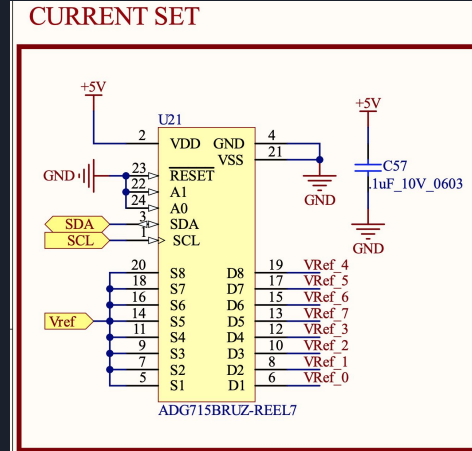 CURRENT SET
+5V
+5V
U21
2 VDD GND 4
VSS 21
GND 23 RESET
22 A1
24 A0
SDA 3 SDA
SCL 1 SCL
C57
.1uF_10V_0603
GND
GND
20 S8 D8 19 VRef_4
18 S7 D7 17 VRef_5
16 S6 D6 15 VRef_6
Vref 14 S5 D5 13 VRef_7
11 S4 D4 12 VRef_3
9 S3 D3 10 VRef_2
7 S2 D2 8 VRef_1
5 S1 D1 6 VRef_0
ADG715BRUZ-REEL7